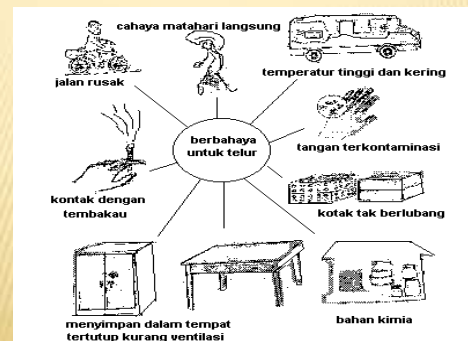 cahaya matahari langsung
jalan rusak
temperatur tinggi dan kering
berbahaya
untuk telur
tangan terkontaminasi
kontak dengan
tembakau
kotak tak berlubang
menyimpan dalam tempat
tertutup kurang ventilasi
bahan kimia